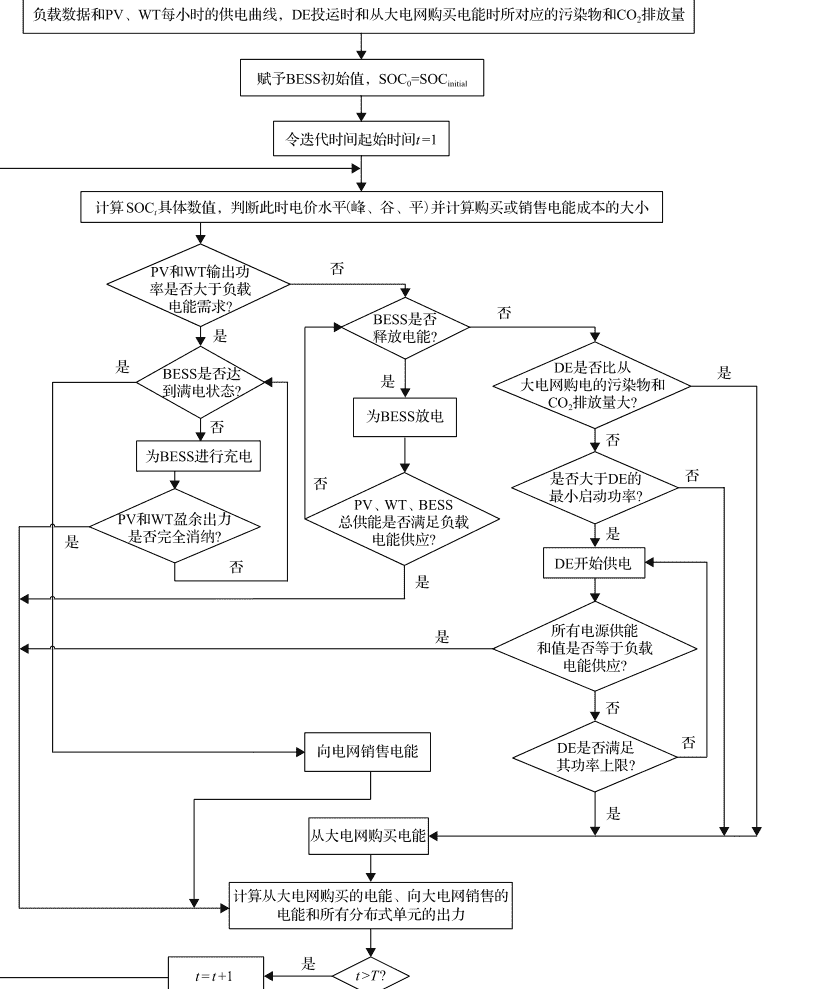 负载数据和PV、WT每小时的供电曲线，DE投运时和从大电网购买电能时所对应的污染物和CO₂排放量
赋予BESS初始值，SOC₀=SOCinitial
令迭代时间起始时间t=1
计算SOCt具体数值，判断此时电价水平(峰、谷、平)并计算购买或销售电能成本的大小
PV和WT输出功
率是否大于负载
电能需求?
否
是
BESS是否
释放电能?
否
是
BESS是否达
到满电状态?
是
否
为BESS放电
DE是否比从
大电网购电的污染物和
CO₂排放量大?
是
否
为BESS进行充电
PV和WT盈余出力
是否完全消纳?
是
否
否
PV、WT、BESS
总供能是否满足负载
电能供应?
是
是否大于DE的
最小启动功率?
否
是
DE开始供电
所有电源供能
和值是否等于负载
电能供应?
是
否
DE是否满足
其功率上限?
否
是
向电网销售电能
从大电网购买电能
计算从大电网购买的电能、向大电网销售的
电能和所有分布式单元的出力
t>T?
是
t=t+1